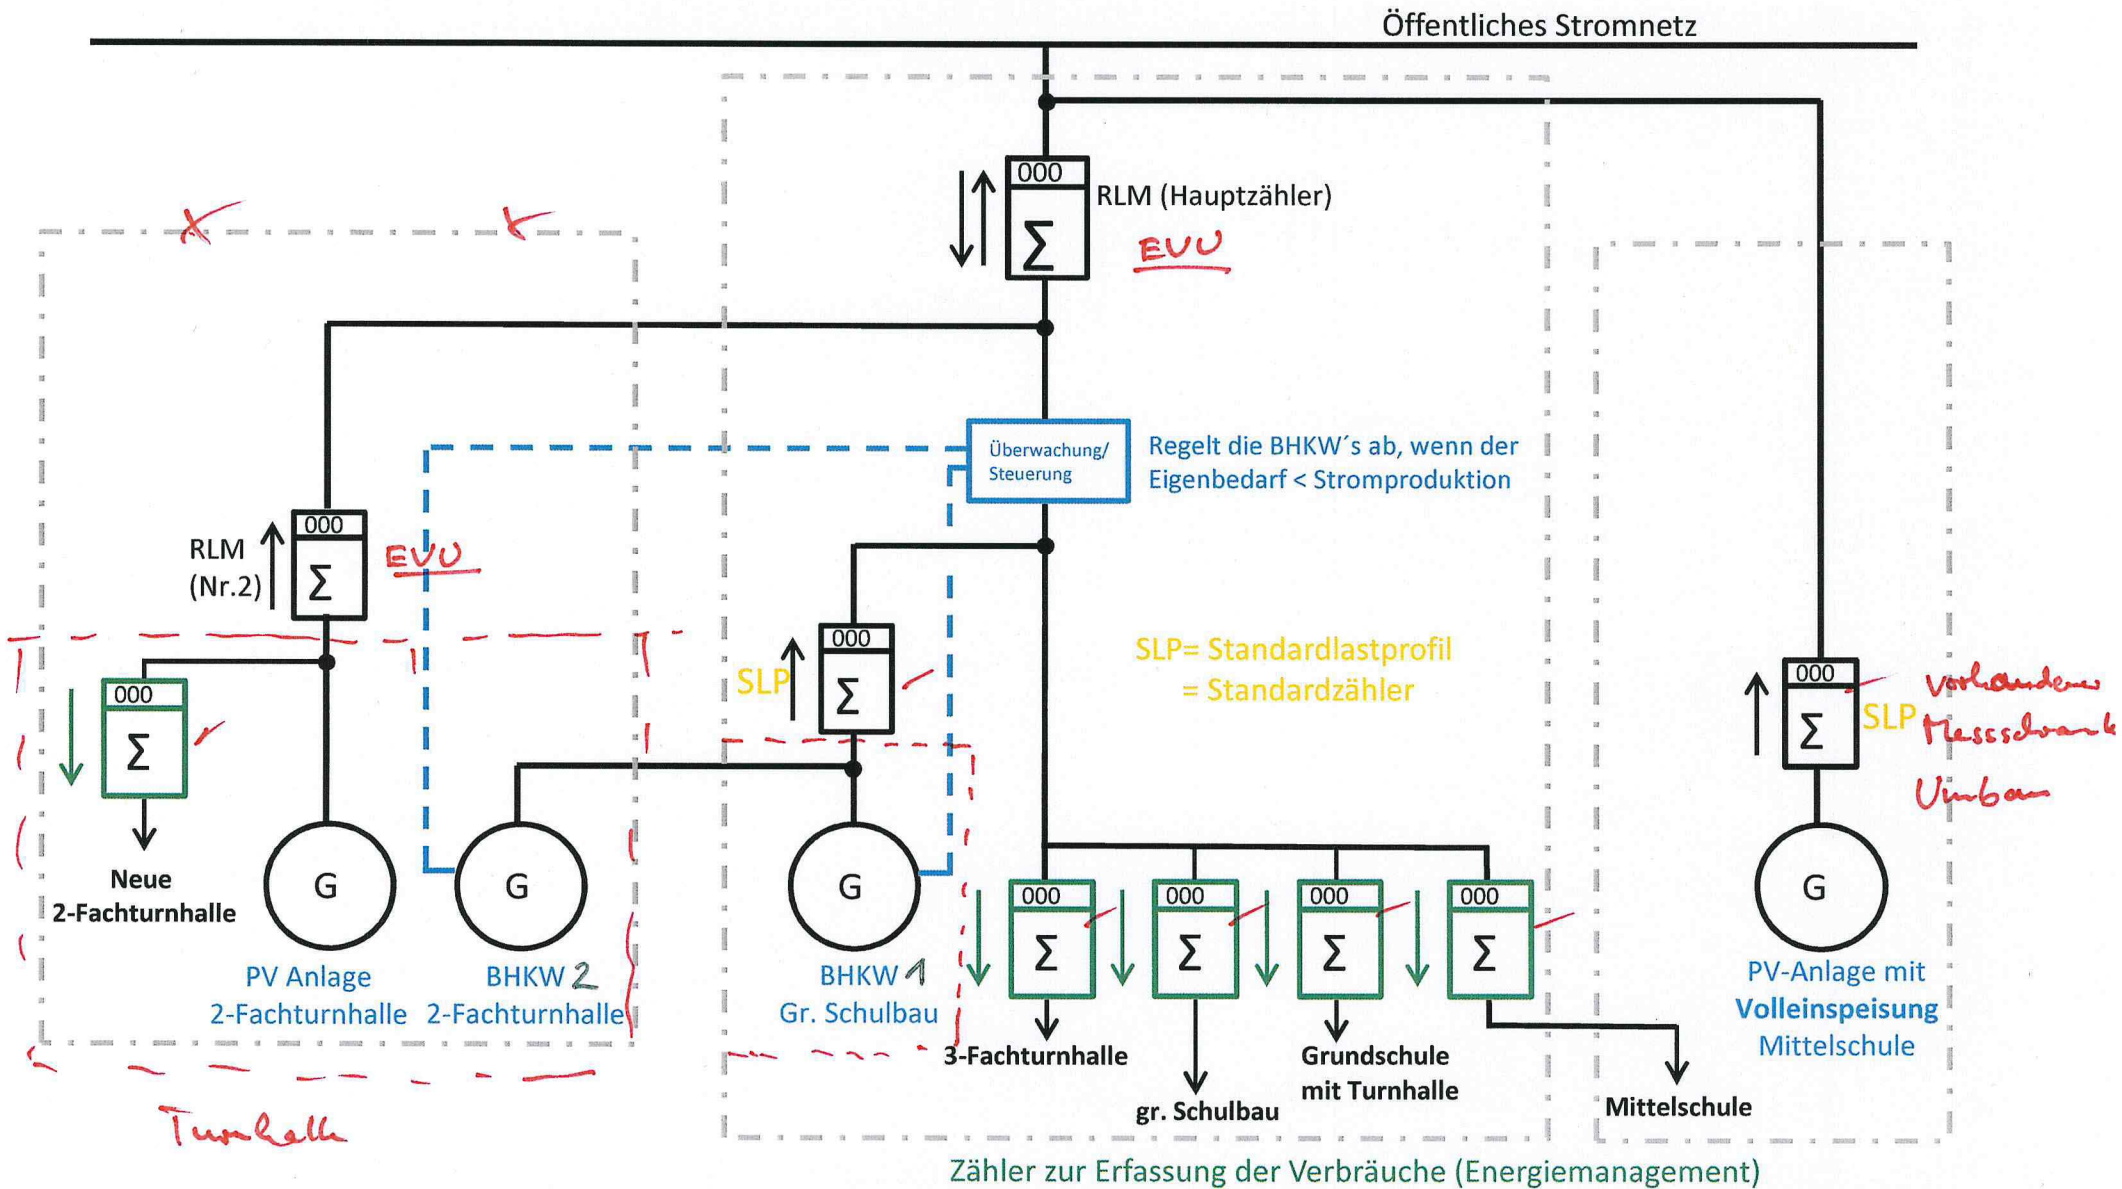 Öffentliches Stromnetz
000
Σ
RLM (Hauptzähler)
EVU
Überwachung/
Steuerung
Regelt die BHKW´s ab, wenn der
Eigenbedarf < Stromproduktion
RLM
(Nr.2)
000
Σ
EVU
SLP
000
Σ
SLP= Standardlastprofil
= Standardzähler
000
Σ
SLP
vorhandener
Messschrank
Umbau
000
Σ
Neue
2-Fachturnhalle
G
PV Anlage
2-Fachturnhalle
G
BHKW 2
2-Fachturnhalle
G
BHKW 1
Gr. Schulbau
000
Σ
3-Fachturnhalle
000
Σ
gr. Schulbau
000
Σ
Grundschule
mit Turnhalle
000
Σ
Mittelschule
G
PV-Anlage mit
Volleinspeisung
Mittelschule
Turnhalle
Zähler zur Erfassung der Verbräuche (Energiemanagement)